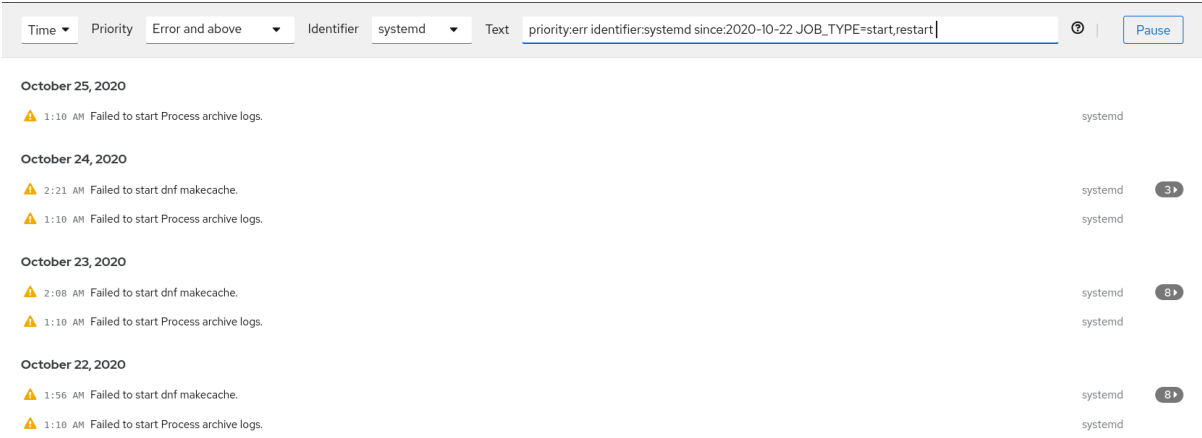 Time Priority Error and above Identifier systemd Text priority:err identifier:systemd since:2020-10-22 JOB_TYPE=start,restart Pause
October 25, 2020
1:10 AM Failed to start Process archive logs. systemd
October 24, 2020
2:21 AM Failed to start dnf makecache. systemd 3
1:10 AM Failed to start Process archive logs. systemd
October 23, 2020
2:08 AM Failed to start dnf makecache. systemd 8
1:10 AM Failed to start Process archive logs. systemd
October 22, 2020
1:56 AM Failed to start dnf makecache. systemd 8
1:10 AM Failed to start Process archive logs. systemd